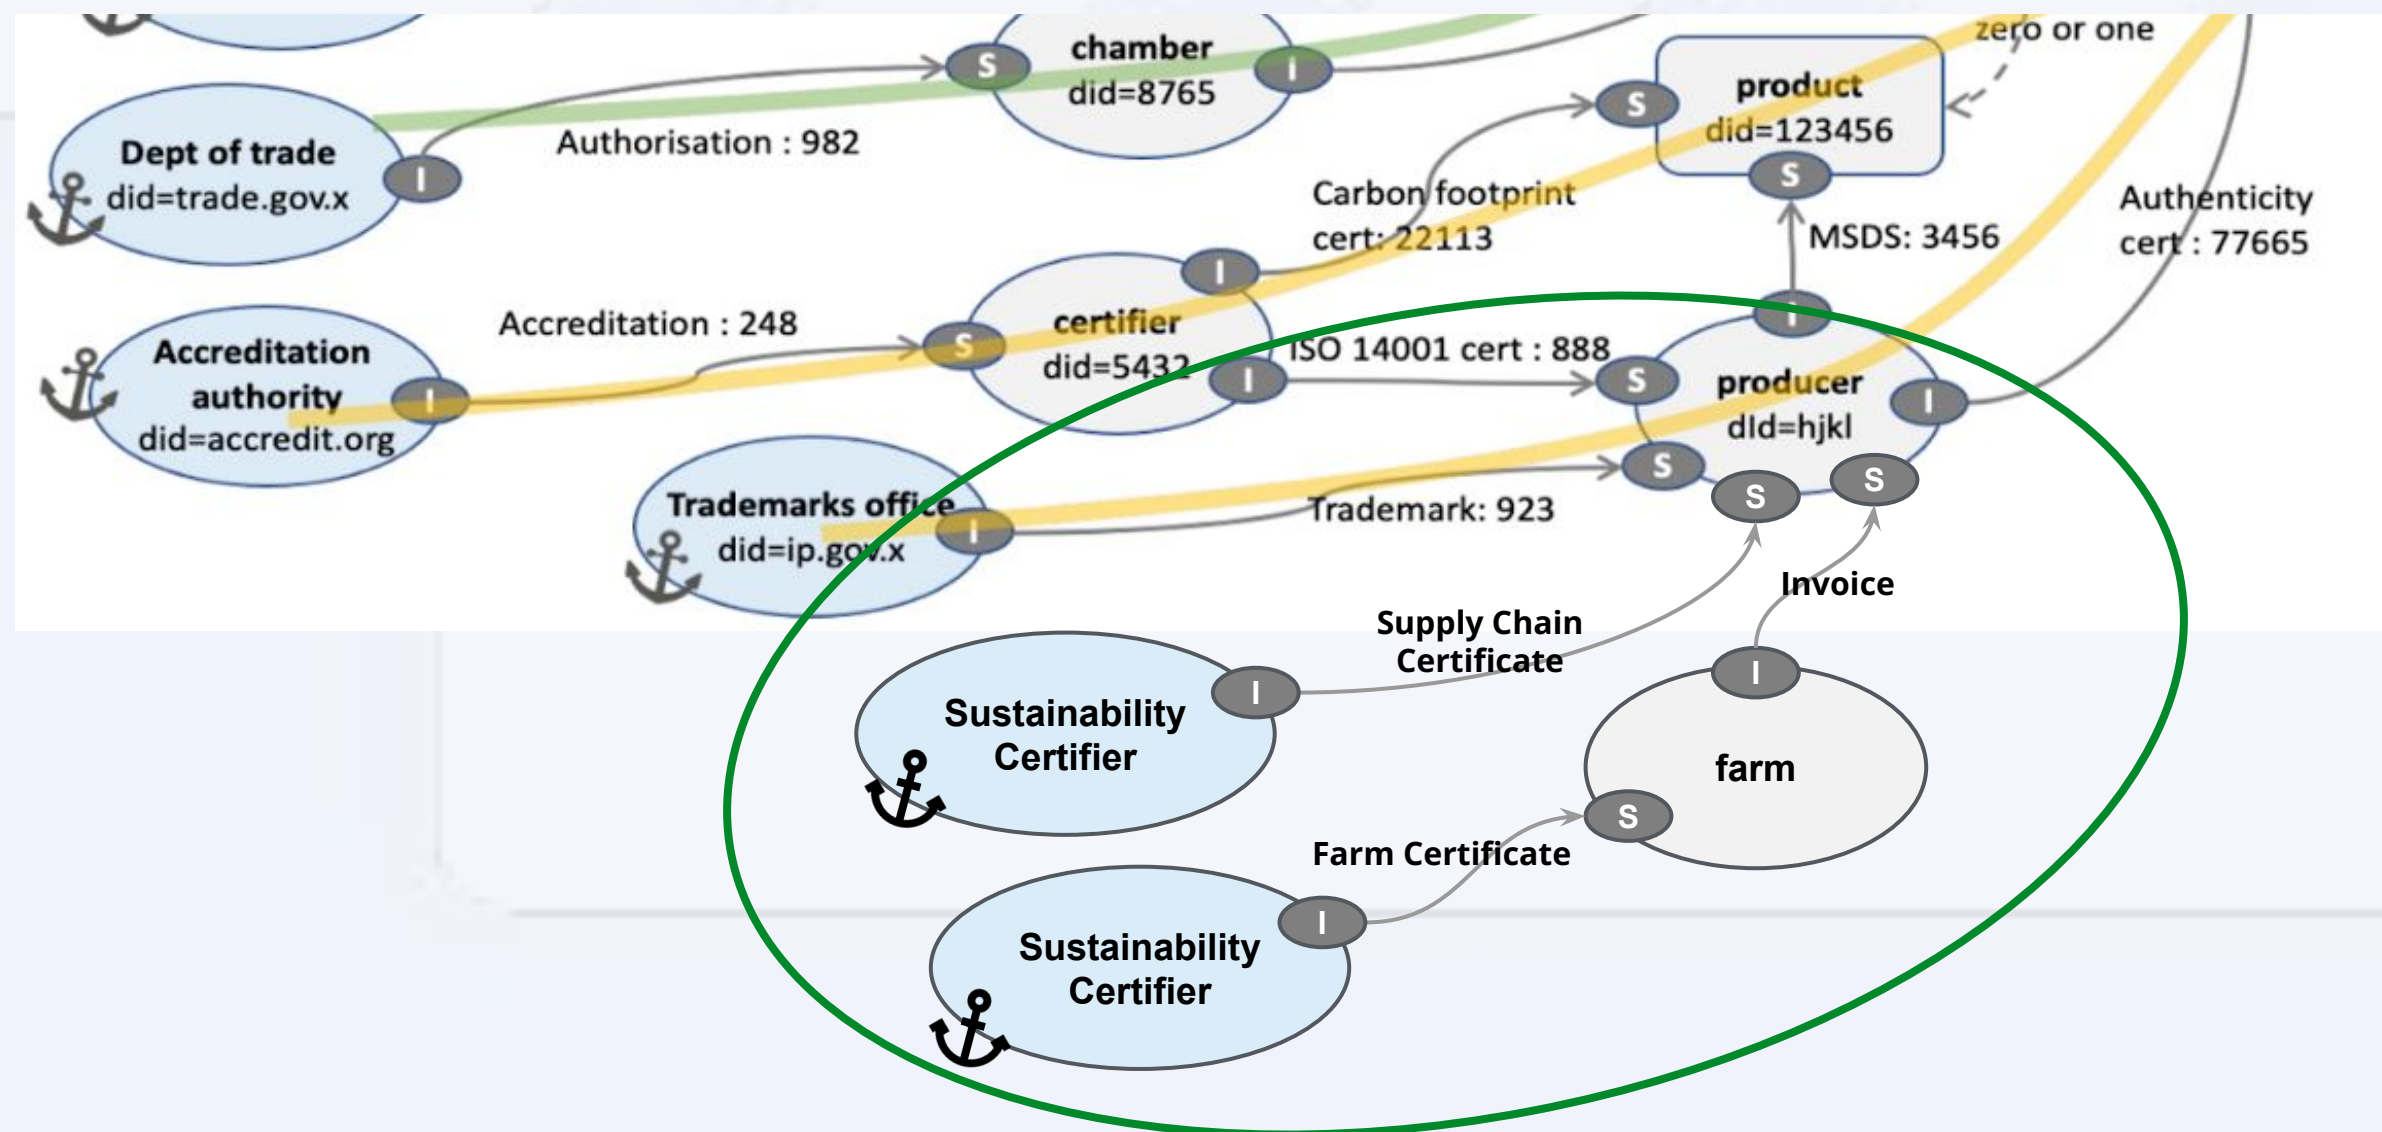 zero or one
chamber
did=8765
S
i
product
did=123456
S
S
Dept of trade
did=trade.gov.x
I
Authorisation : 982
Carbon footprint
cert: 22113
MSDS: 3456
Authenticity
cert : 77665
Accreditation
authority
did=accredit.org
I
Accreditation : 248
S
certifier
did=5432
I
I
ISO 14001 cert : 888
S
I
producer
dId=hjkl
I
S
S
S
Trademarks office
did=ip.gov.x
I
Trademark: 923
Invoice
Supply Chain
Certificate
Sustainability
Certifier
I
I
farm
S
Farm Certificate
Sustainability
Certifier
I